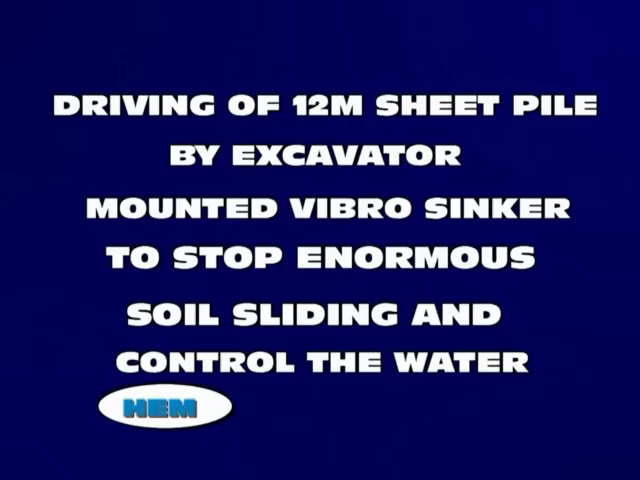 DRIVING OF 12M SHEET PILE
BY EXCAVATOR
MOUNTED VIBRO SINKER
TO STOP ENORMOUS
SOIL SLIDING AND
CONTROL THE WATER
HEM